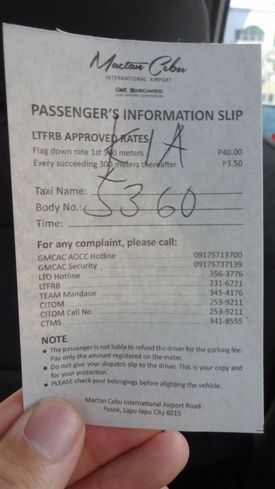 Mactan Cebu
INTERNATIONAL AIRPORT
GMR MEGAWIDE
CEBU AIRPORT CORPORATION
PASSENGER'S INFORMATION SLIP
LTFRB APPROVED RATES
Flag down rate 1st 500 meters P40.00
Every succeeding 300 meters thereafter P3.50
Taxi Name:
Body No.: 5360
Time:
For any complaint, please call:
GMCAC AOCC Hotline 09175713700
GMCAC Security 09175737139
LTO Hotline 356-3776
LTFRB 231-6221
TEAM Mandaue 345-4176
CITOM 253-9211
CITOM Cell No. 253-9211
CTMS 341-8555
NOTE
• The passenger is not liable to refund the driver for the parking fee.
Pay only the amount registered on the meter.
• Do not give your dispatch slip to the driver. This is your copy and
for your protection.
• PLEASE check your belongings before alighting the vehicle.
Mactan Cebu International Airport Road
Pusok, Lapu-lapu City 6015